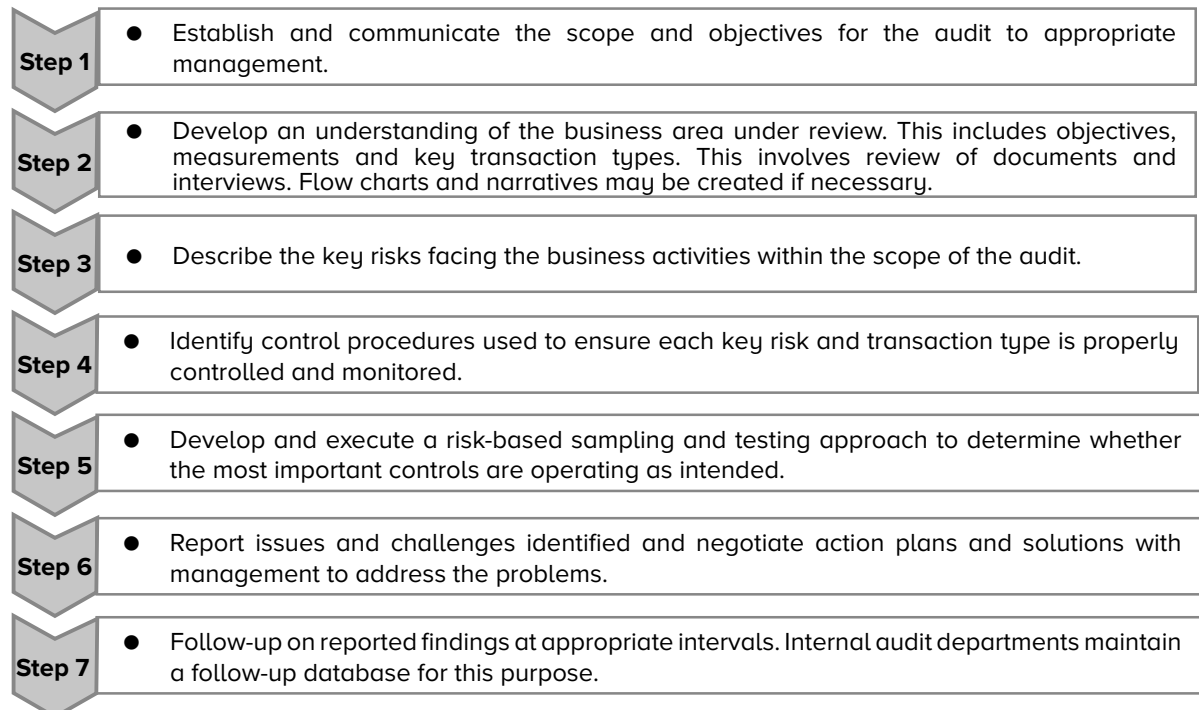 Step 1
● Establish and communicate the scope and objectives for the audit to appropriate
management.
Step 2
● Develop an understanding of the business area under review. This includes objectives,
measurements and key transaction types. This involves review of documents and
interviews. Flow charts and narratives may be created if necessary.
Step 3
● Describe the key risks facing the business activities within the scope of the audit.
Step 4
● Identify control procedures used to ensure each key risk and transaction type is properly
controlled and monitored.
Step 5
● Develop and execute a risk-based sampling and testing approach to determine whether
the most important controls are operating as intended.
Step 6
● Report issues and challenges identified and negotiate action plans and solutions with
management to address the problems.
Step 7
● Follow-up on reported findings at appropriate intervals. Internal audit departments maintain
a follow-up database for this purpose.